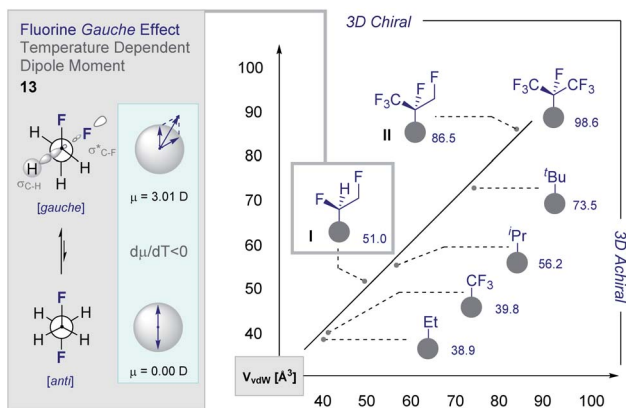 Fluorine Gauche Effect
Temperature Dependent
Dipole Moment
13
F
H
F
σ*C-F
H
H
H
σC-H
[gauche]
μ = 3.01 D
dμ/dT<0
F
H
H
H
H
F
[anti]
μ = 0.00 D
3D Chiral
3D Achiral
100
90
80
70
60
50
40
VvdW [Å3]
40
50
60
70
80
90
100
F
F3C
F
II
86.5
F
F3C
CF3
98.6
H
F
F
I
51.0
tBu
73.5
iPr
56.2
CF3
39.8
Et
38.9